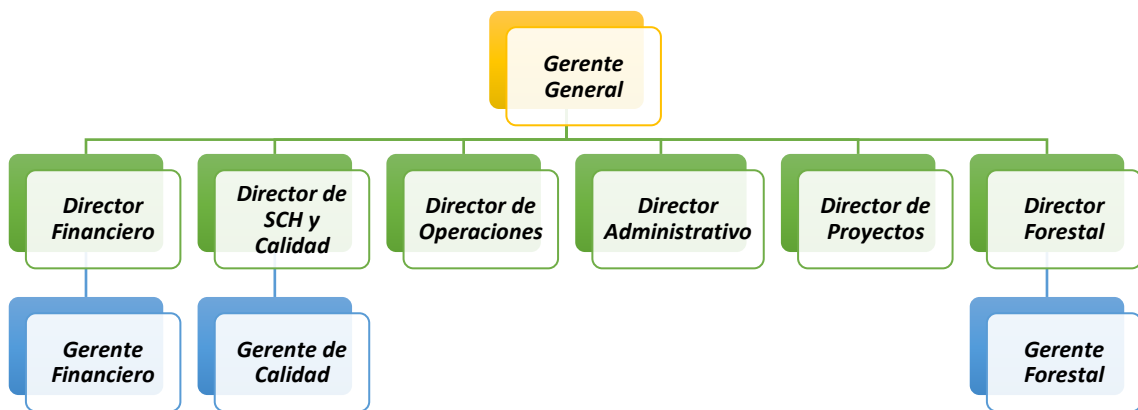 Gerente
General
Director
Financiero
Director de
SCH y
Calidad
Director de
Operaciones
Director
Administrativo
Director de
Proyectos
Director
Forestal
Gerente
Financiero
Gerente de
Calidad
Gerente
Forestal